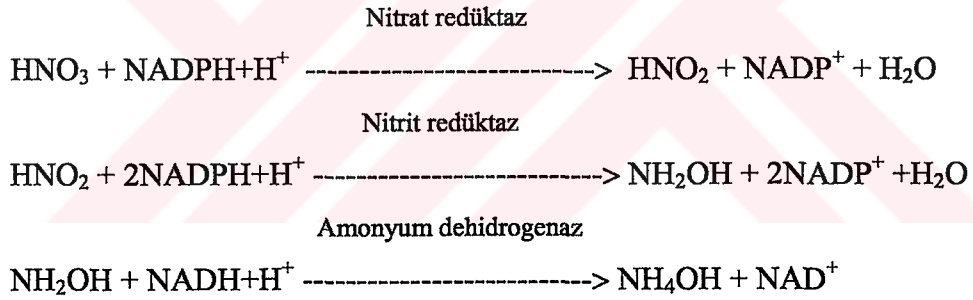 Nitrat redüktaz
HNO₃ + NADPH+H⁺ ----------------------------> HNO₂ + NADP⁺ + H₂O
Nitrit redüktaz
HNO₂ + 2NADPH+H⁺ ----------------------------> NH₂OH + 2NADP⁺ +H₂O
Amonyum dehidrogenaz
NH₂OH + NADH+H⁺ ----------------------------> NH₄OH + NAD⁺